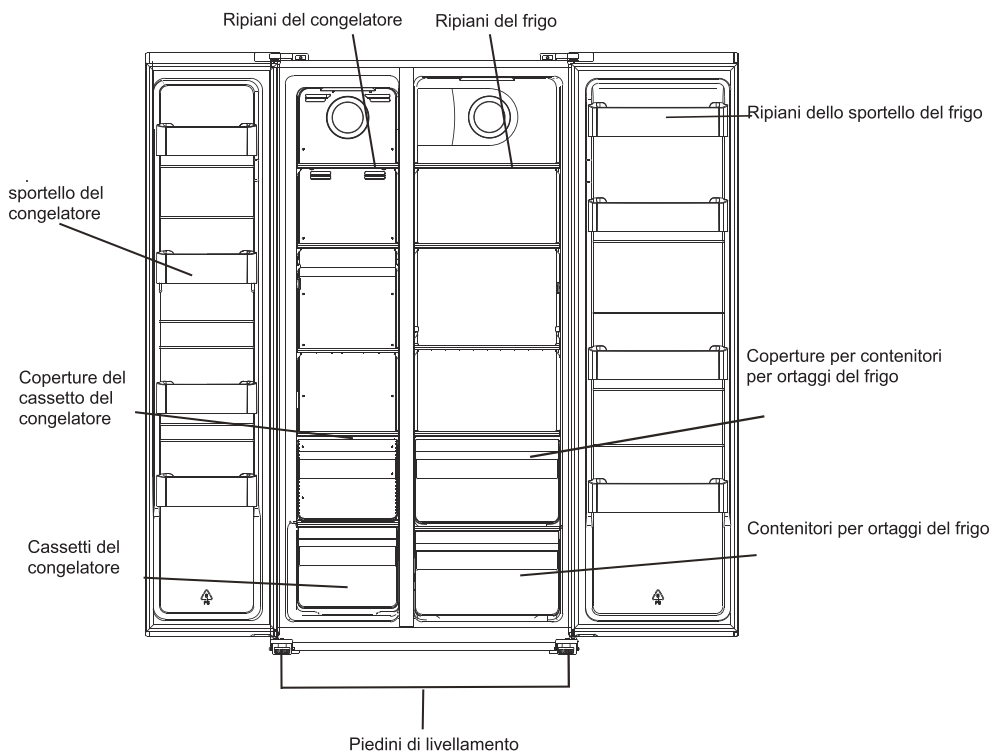 Ripiani del congelatore
Ripiani del frigo
Ripiani dello sportello del frigo
sportello del
congelatore
Coperture per contenitori
per ortaggi del frigo
Coperture del
cassetto del
congelatore
Contenitori per ortaggi del frigo
Cassetti del
congelatore
Piedini di livellamento